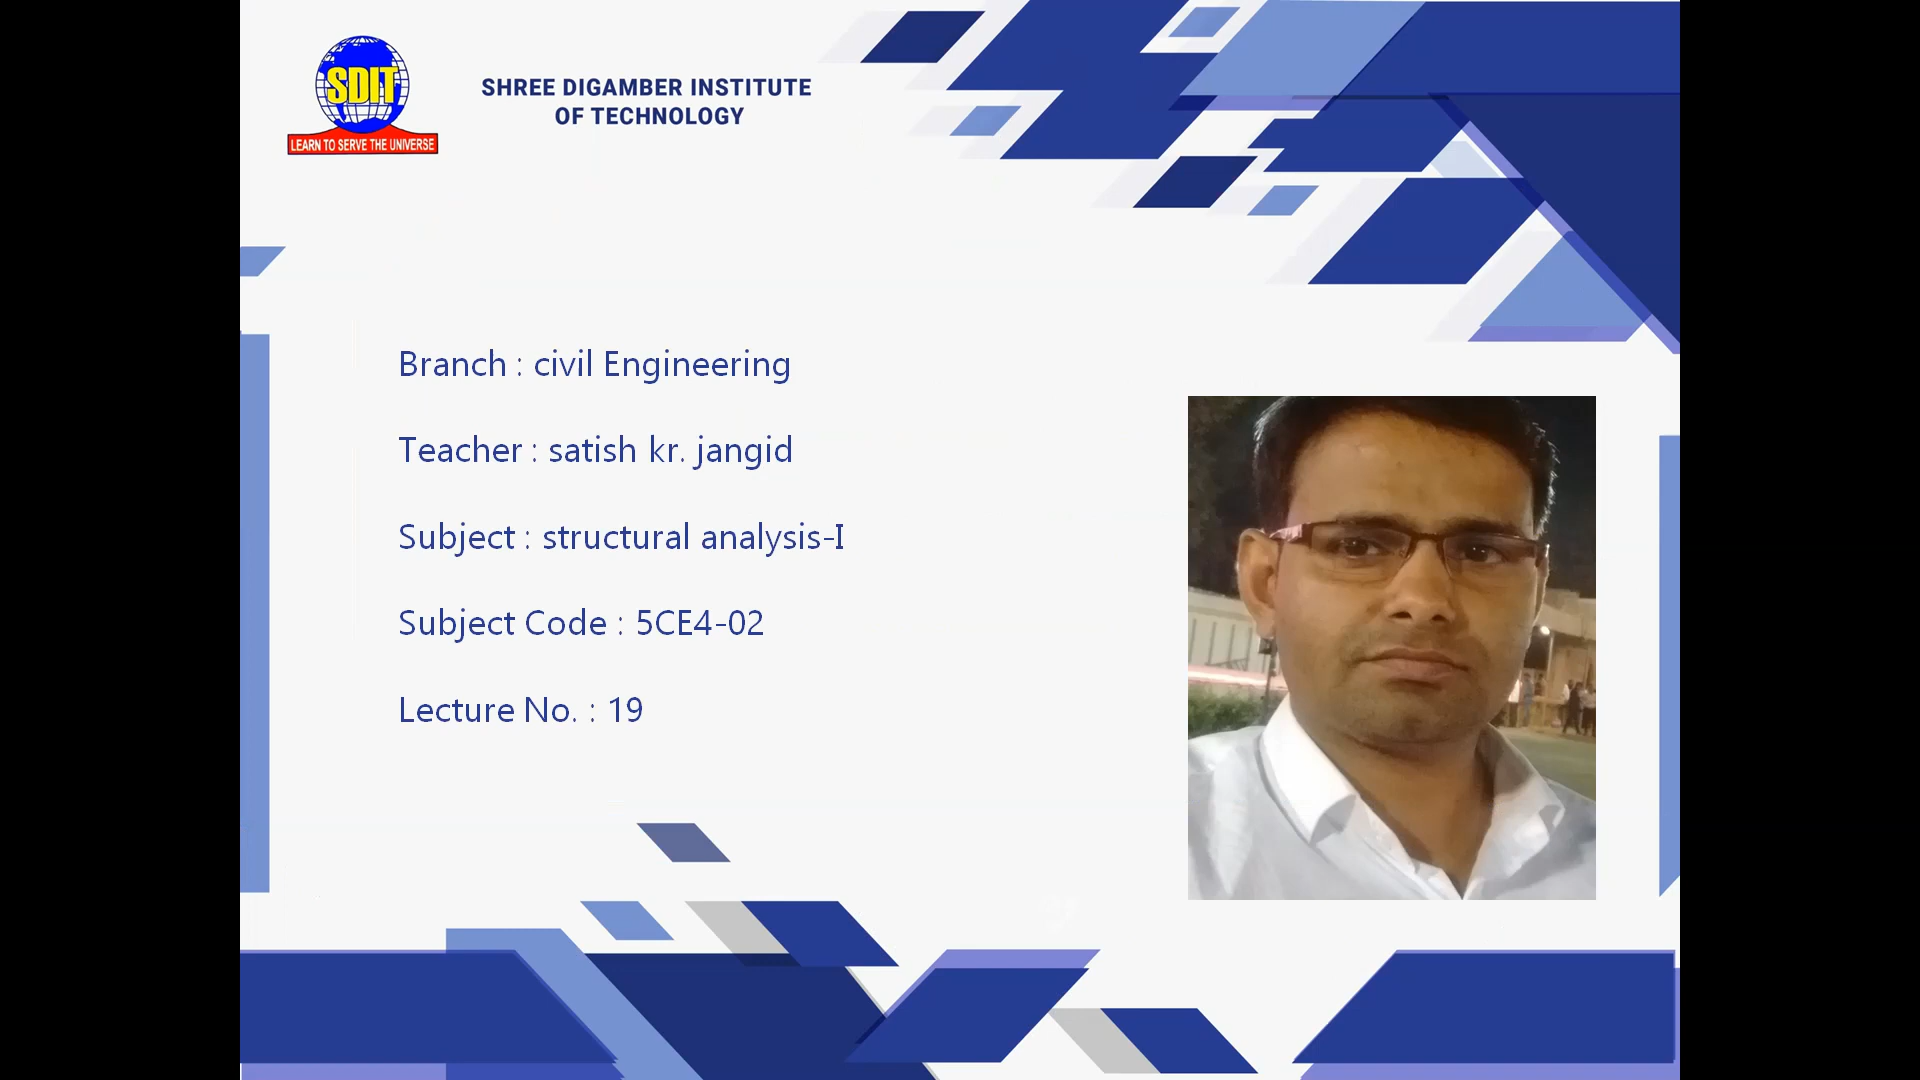 SDIT
LEARN TO SERVE THE UNIVERSE
SHREE DIGAMBER INSTITUTE
OF TECHNOLOGY
Branch : civil Engineering
Teacher : satish kr. jangid
Subject : structural analysis-I
Subject Code : 5CE4-02
Lecture No. : 19